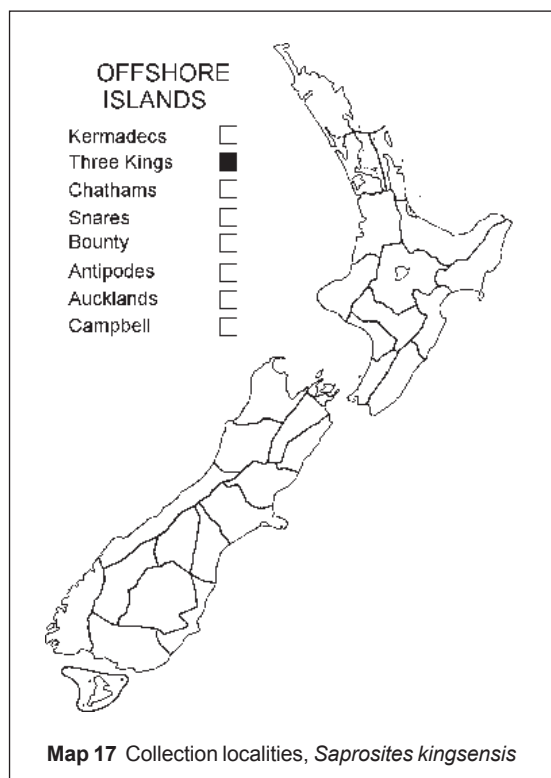 OFFSHORE
ISLANDS
Kermadecs
Three Kings
Chathams
Snares
Bounty
Antipodes
Aucklands
Campbell
Map 17 Collection localities, Saprosites kingsensis